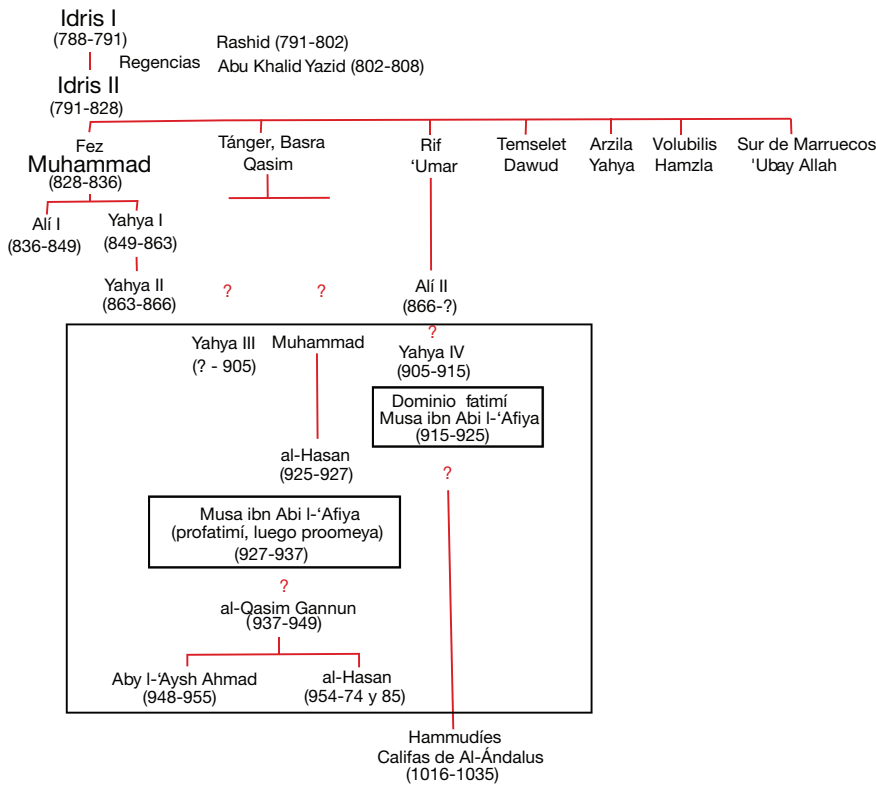 Idris I
(788-791)
Regencias
Rashid (791-802)
Abu Khalid Yazid (802-808)
Idris II
(791-828)
Fez
Muhammad
(828-836)
Tánger, Basra
Qasim
Rif
‘Umar
Temselet
Dawud
Arzila
Yahya
Volubilis
Hamzla
Sur de Marruecos
'Ubay Allah
Alí I
(836-849)
Yahya I
(849-863)
Yahya II
(863-866)
?
?
Alí II
(866-?)
?
Yahya III
(? - 905)
Muhammad
Yahya IV
(905-915)
Dominio fatimí
Musa ibn Abi l-‘Afiya
(915-925)
al-Hasan
(925-927)
?
Musa ibn Abi l-‘Afiya
(profatimí, luego proomeya)
(927-937)
?
al-Qasim Gannun
(937-949)
Aby l-‘Aysh Ahmad
(948-955)
al-Hasan
(954-74 y 85)
Hammudíes
Califas de Al-Ándalus
(1016-1035)